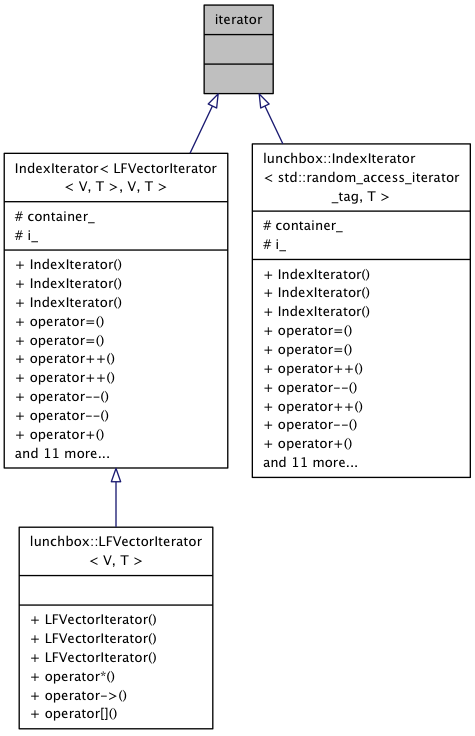 iterator
IndexIterator< LFVectorIterator
< V, T >, V, T >
# container_
# i_
+ IndexIterator()
+ IndexIterator()
+ IndexIterator()
+ operator=()
+ operator=()
+ operator++()
+ operator++()
+ operator--()
+ operator--()
+ operator+()
and 11 more...
lunchbox::IndexIterator
< std::random_access_iterator
_tag, T >
# container_
# i_
+ IndexIterator()
+ IndexIterator()
+ IndexIterator()
+ operator=()
+ operator=()
+ operator++()
+ operator--()
+ operator++()
+ operator--()
+ operator+()
and 11 more...
lunchbox::LFVectorIterator
< V, T >
+ LFVectorIterator()
+ LFVectorIterator()
+ LFVectorIterator()
+ operator*()
+ operator->()
+ operator[]()